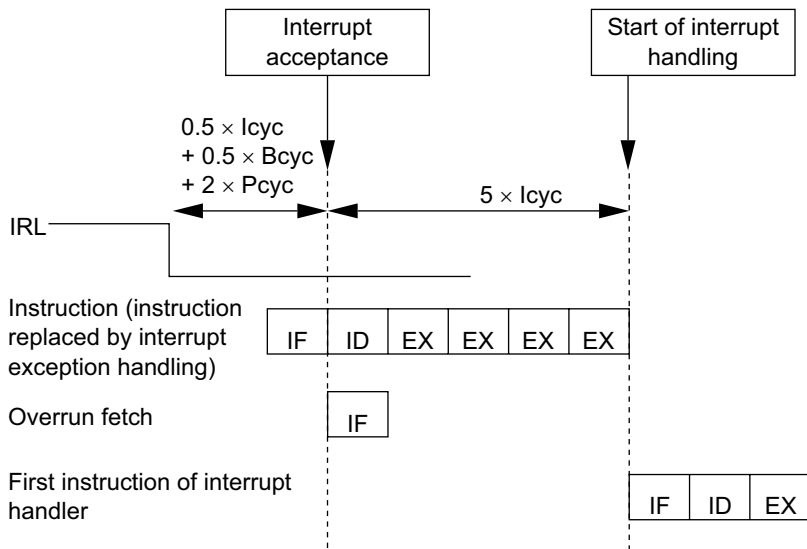 Interrupt
acceptance
Start of interrupt
handling
0.5 × Icyc
+ 0.5 × Bcyc
+ 2 × Pcyc
5 × Icyc
IRL
Instruction (instruction
replaced by interrupt
exception handling)
IF ID EX EX EX EX
Overrun fetch
IF
First instruction of interrupt
handler
IF ID EX